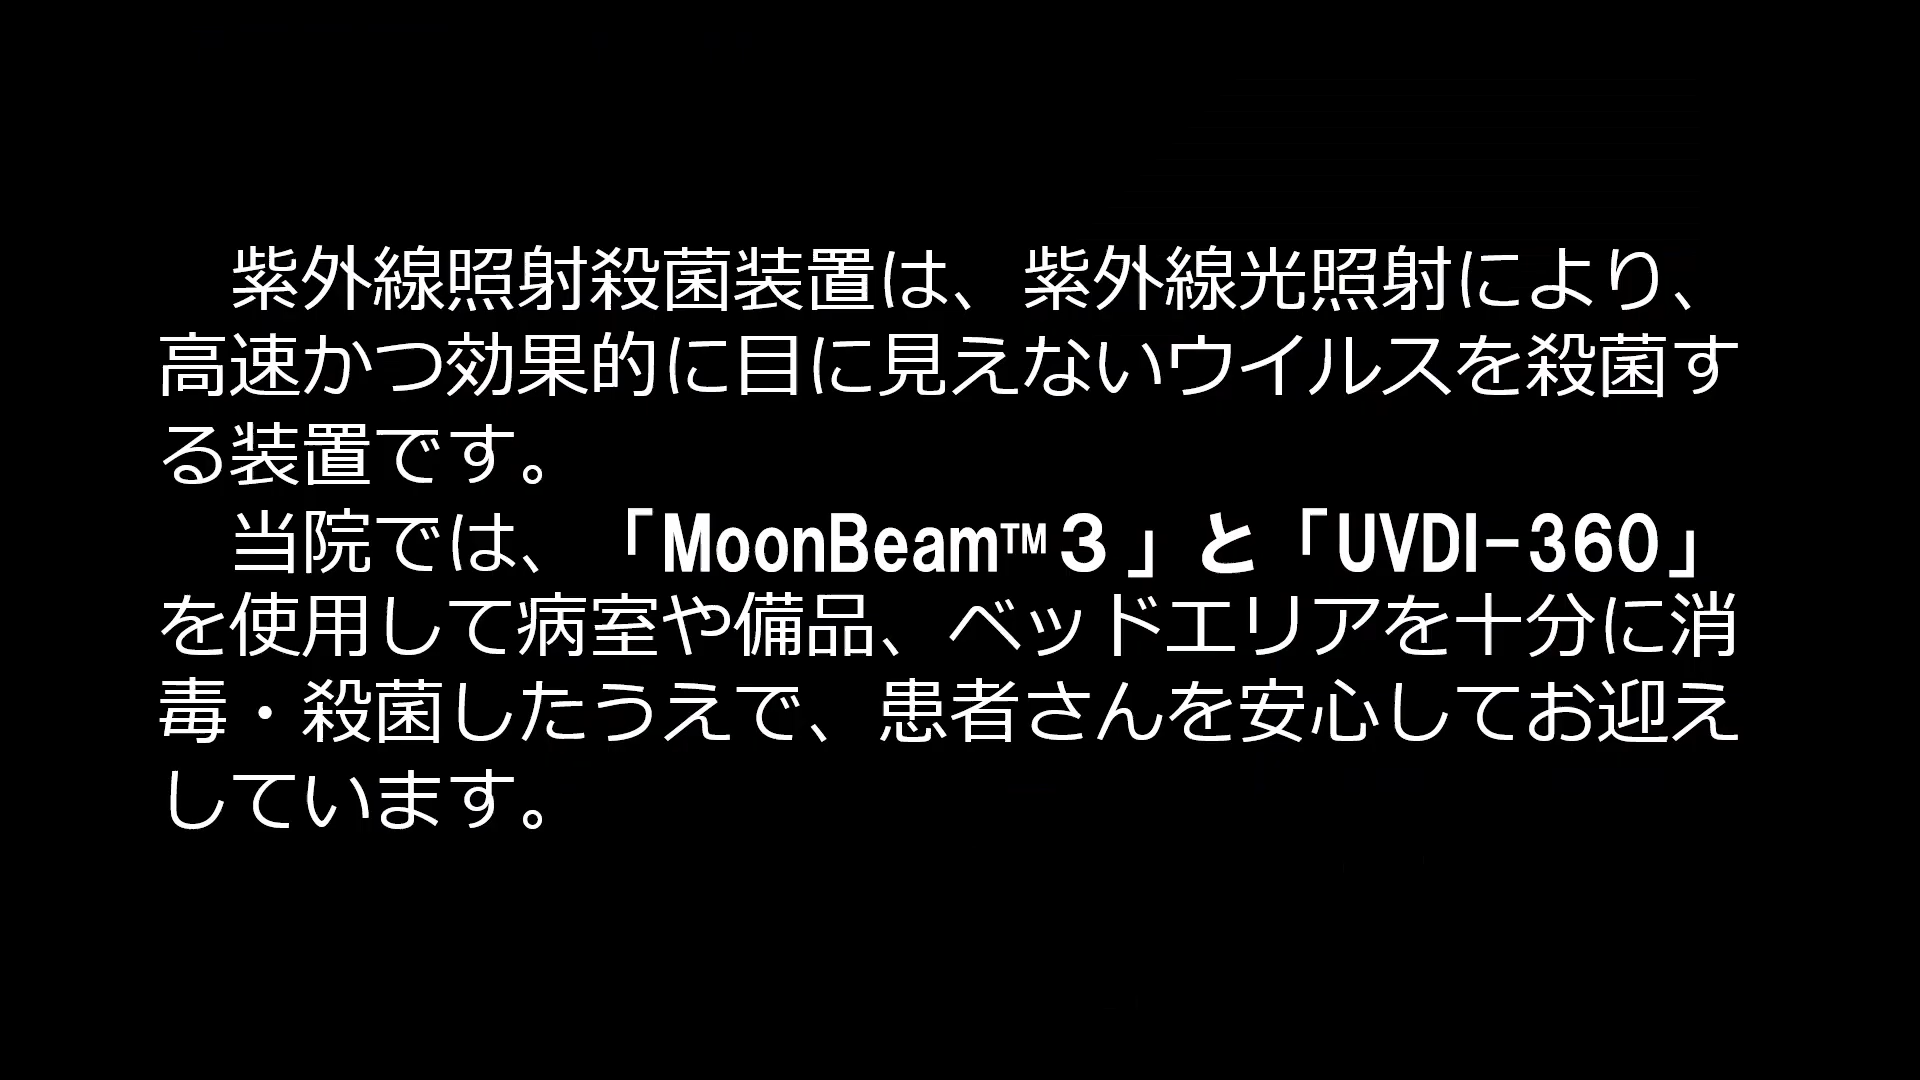 紫外線照射殺菌装置は、紫外線光照射により、
高速かつ効果的に目に見えないウイルスを殺菌す
る装置です。
　当院では、「MoonBeam™３」と「UVDI-360」
を使用して病室や備品、ベッドエリアを十分に消
毒・殺菌したうえで、患者さんを安心してお迎え
しています。